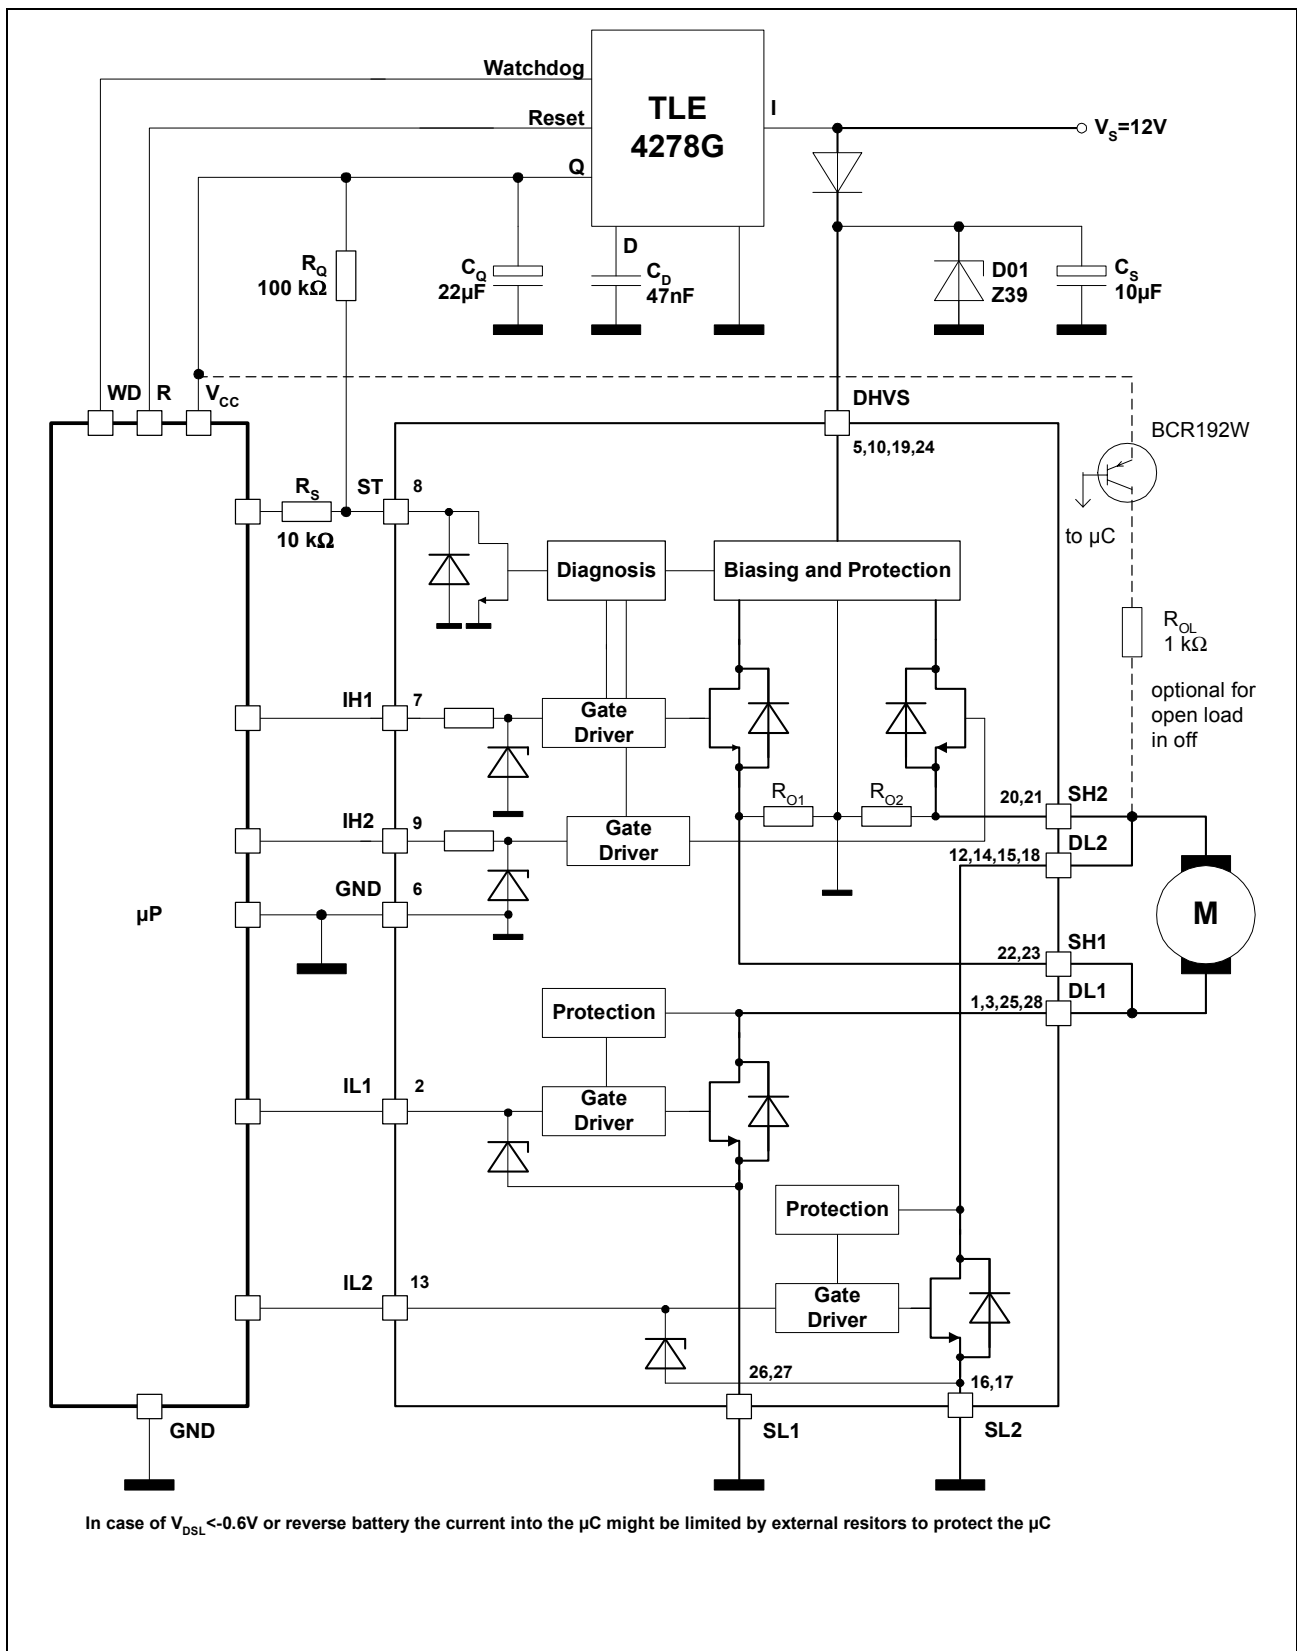 Watchdog
TLE
4278G
I
Reset
V_S=12V
Q
D
R_Q
100 kΩ
C_Q
22µF
C_D
47nF
D01
Z39
C_S
10µF
WD R V_CC
DHVS
5,10,19,24
BCR192W
R_S
10 kΩ
ST
8
to µC
Diagnosis
Biasing and Protection
R_OL
1 kΩ
optional for
open load
in off
IH1
7
Gate
Driver
R_O1
R_O2
20,21
SH2
IH2
9
Gate
Driver
12,14,15,18
DL2
GND
6
µP
M
22,23
SH1
1,3,25,28
DL1
Protection
IL1
2
Gate
Driver
Protection
IL2
13
Gate
Driver
26,27
16,17
GND
SL1
SL2
In case of V_DSL<-0.6V or reverse battery the current into the µC might be limited by external resitors to protect the µC